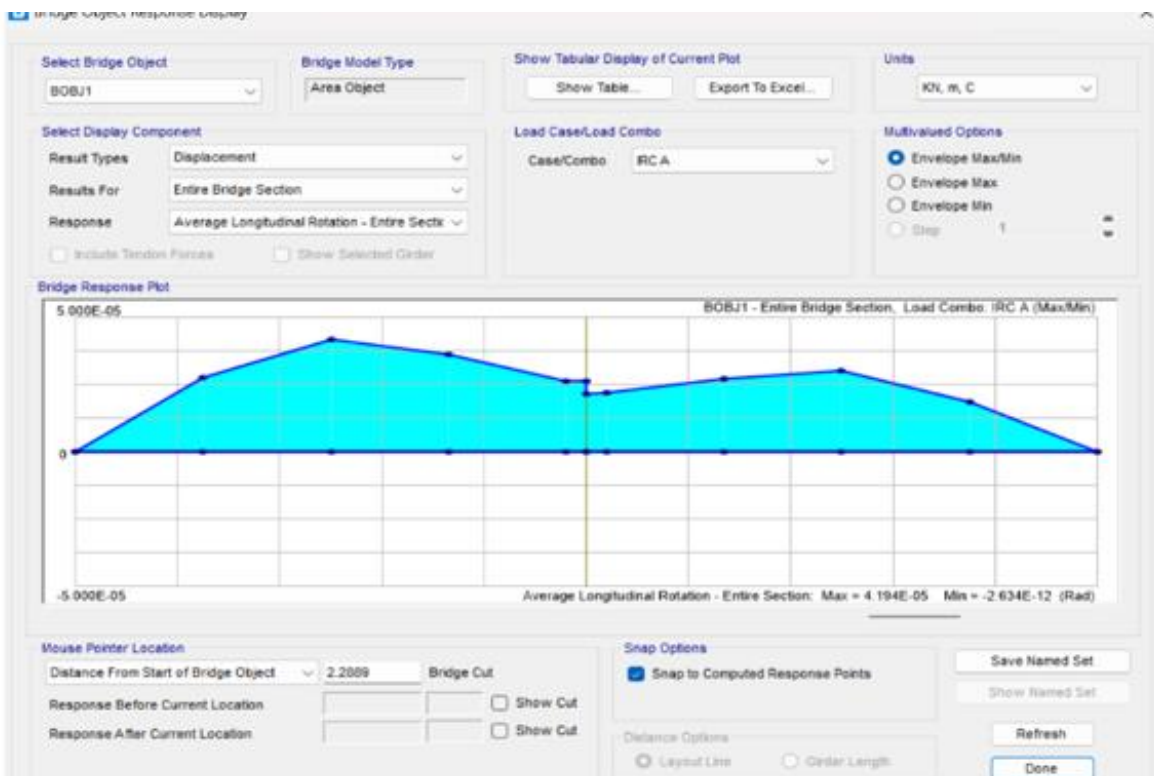 Bridge Object Response Display
Select Bridge Object
BOBJ1
Bridge Model Type
Area Object
Show Tabular Display of Current Plot
Show Table...
Export To Excel...
Units
KN, m, C
Select Display Component
Result Types
Displacement
Results For
Entire Bridge Section
Response
Average Longitudinal Rotation - Entire Sectic
Include Tendon Forces
Show Selected Girder
Load Case/Load Combo
Case/Combo
IRC A
Multivalued Options
Envelope Max/Min
Envelope Max
Envelope Min
Step
1
Bridge Response Plot
5.000E-05
BOBJ1 - Entire Bridge Section, Load Combo: IRC A (Max/Min)
0
-5.000E-05
Average Longitudinal Rotation - Entire Section: Max = 4.194E-05 Min = -2.634E-12 (Rad)
Mouse Pointer Location
Distance From Start of Bridge Object
2.2889
Bridge Cut
Response Before Current Location
Show Cut
Response After Current Location
Show Cut
Snap Options
Snap to Computed Response Points
Distance Options
Layout Line
Girder Length
Save Named Set
Show Named Set
Refresh
Done